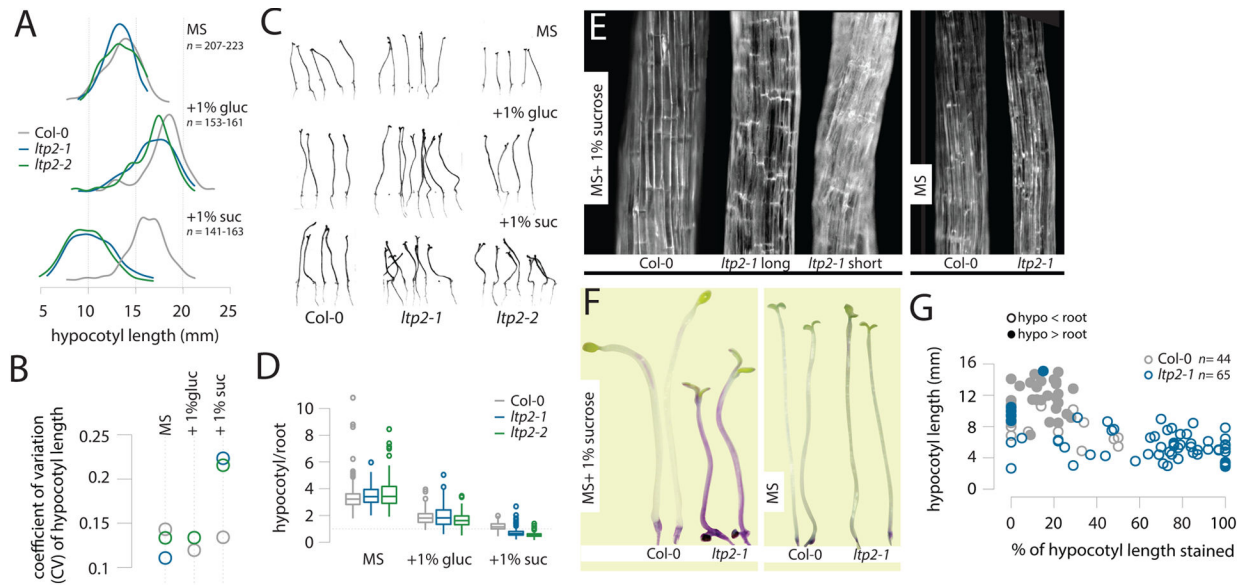 A
MS
n = 207-223
+1% gluc
n = 153-161
Col-0
ltp2-1
ltp2-2
+1% suc
n = 141-163
5 10 15 20 25
hypocotyl length (mm)
B
MS
+ 1%gluc
+ 1% suc
coefficient of variation
(CV) of hypocotyl length
0.25
0.2
0.15
0.1
C
MS
+1% gluc
+1% suc
Col-0 ltp2-1 ltp2-2
D
Col-0
ltp2-1
ltp2-2
hypocotyl/root
10
8
6
4
2
0
MS +1% gluc +1% suc
E
MS+ 1% sucrose
Col-0 ltp2-1 long ltp2-1 short
MS
Col-0 ltp2-1
F
MS+ 1% sucrose
Col-0 ltp2-1
MS
Col-0 ltp2-1
G
hypo < root
hypo > root
Col-0 n= 44
ltp2-1 n= 65
hypocotyl length (mm)
16
12
8
4
0
0 20 40 60 80 100
% of hypocotyl length stained